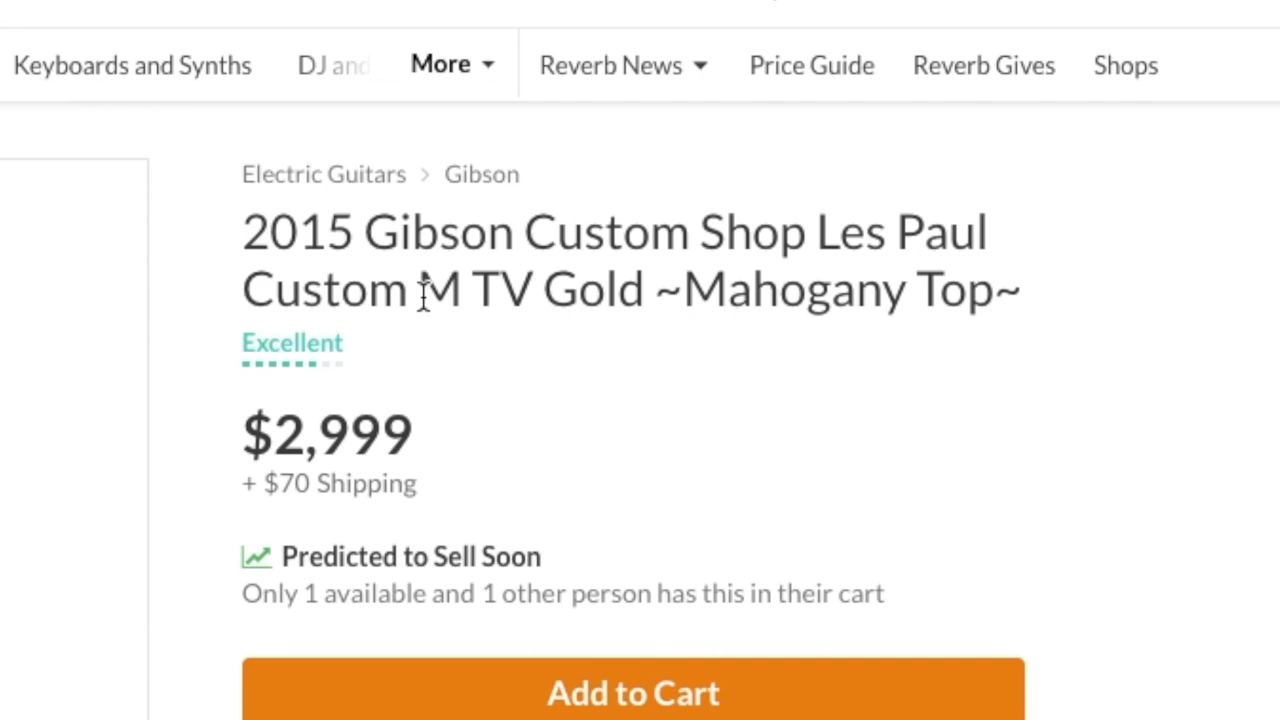 Keyboards and Synths DJ and More Reverb News Price Guide Reverb Gives Shops
Electric Guitars > Gibson
2015 Gibson Custom Shop Les Paul
Custom M TV Gold ~Mahogany Top~
Excellent
$2,999
+ $70 Shipping
Predicted to Sell Soon
Only 1 available and 1 other person has this in their cart
Add to Cart